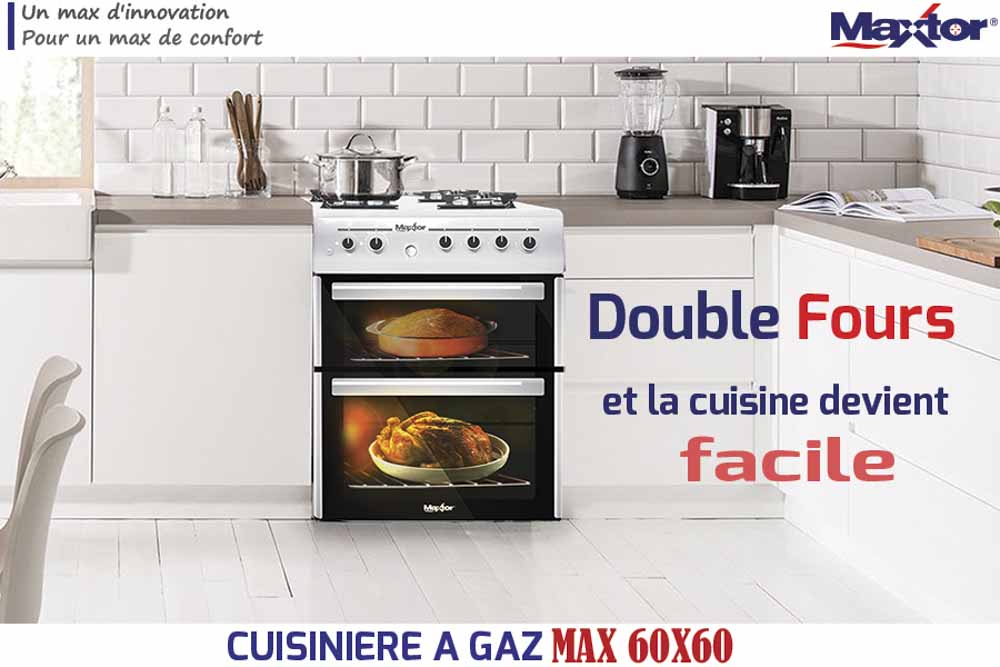 Un max d'innovation
Pour un max de confort
Maxtor®
Maxtor
Double Fours
et la cuisine devient
facile
Maxtor®
CUISINIERE A GAZ MAX 60X60